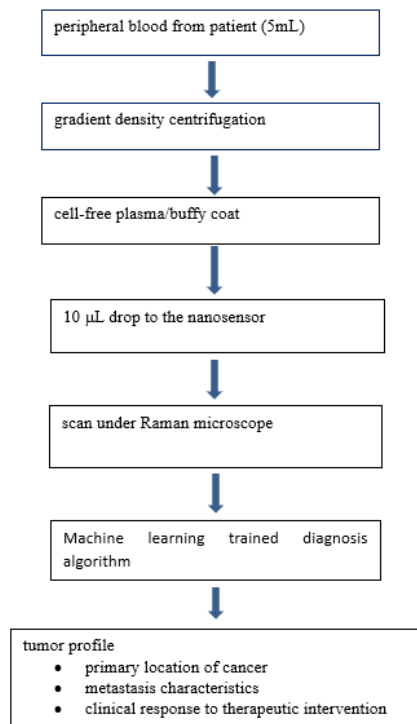 peripheral blood from patient (5mL)
gradient density centrifugation
cell-free plasma/buffy coat
10 μL drop to the nanosensor
scan under Raman microscope
Machine learning trained diagnosis
algorithm
tumor profile
• primary location of cancer
• metastasis characteristics
• clinical response to therapeutic intervention